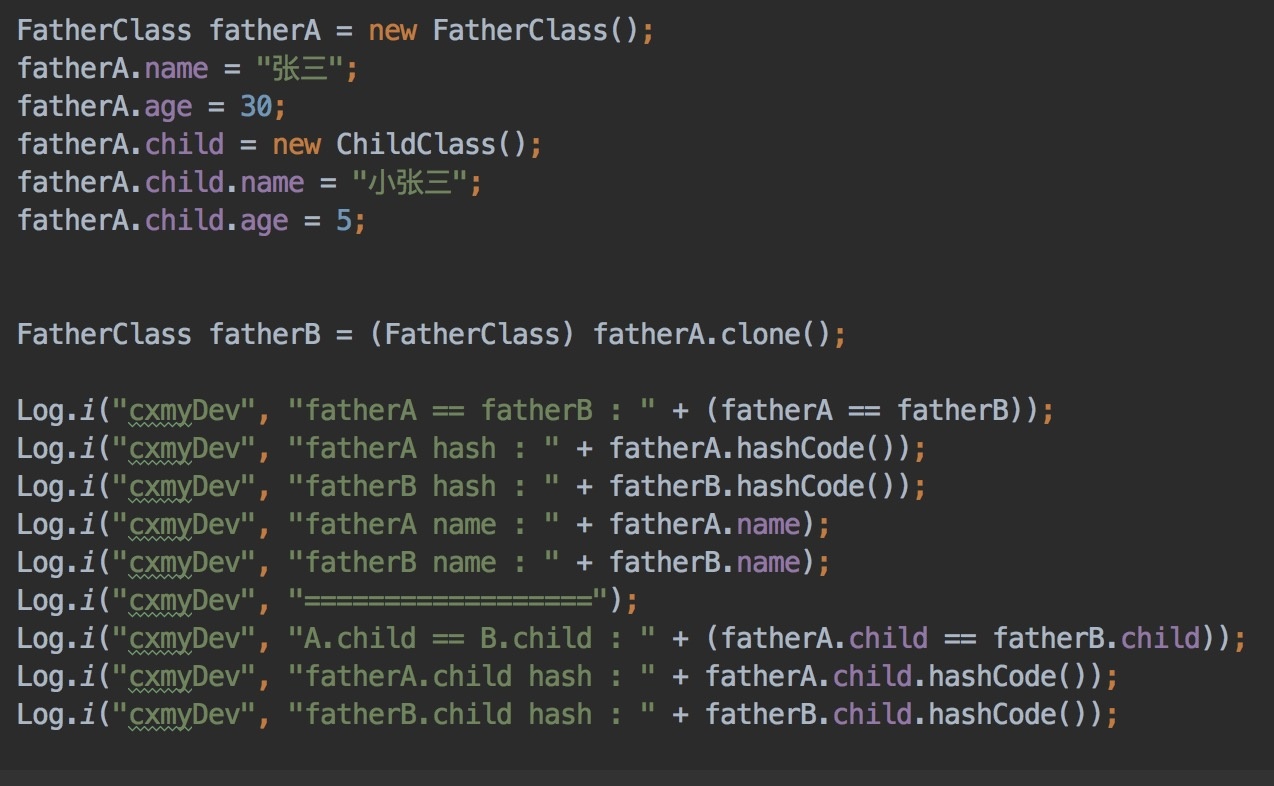 FatherClass fatherA = new FatherClass();
fatherA.name = "张三";
fatherA.age = 30;
fatherA.child = new ChildClass();
fatherA.child.name = "小张三";
fatherA.child.age = 5;
FatherClass fatherB = (FatherClass) fatherA.clone();
Log.i("cxmyDev", "fatherA == fatherB : " + (fatherA == fatherB));
Log.i("cxmyDev", "fatherA hash : " + fatherA.hashCode());
Log.i("cxmyDev", "fatherB hash : " + fatherB.hashCode());
Log.i("cxmyDev", "fatherA name : " + fatherA.name);
Log.i("cxmyDev", "fatherB name : " + fatherB.name);
Log.i("cxmyDev", "==================");
Log.i("cxmyDev", "A.child == B.child : " + (fatherA.child == fatherB.child));
Log.i("cxmyDev", "fatherA.child hash : " + fatherA.child.hashCode());
Log.i("cxmyDev", "fatherB.child hash : " + fatherB.child.hashCode());